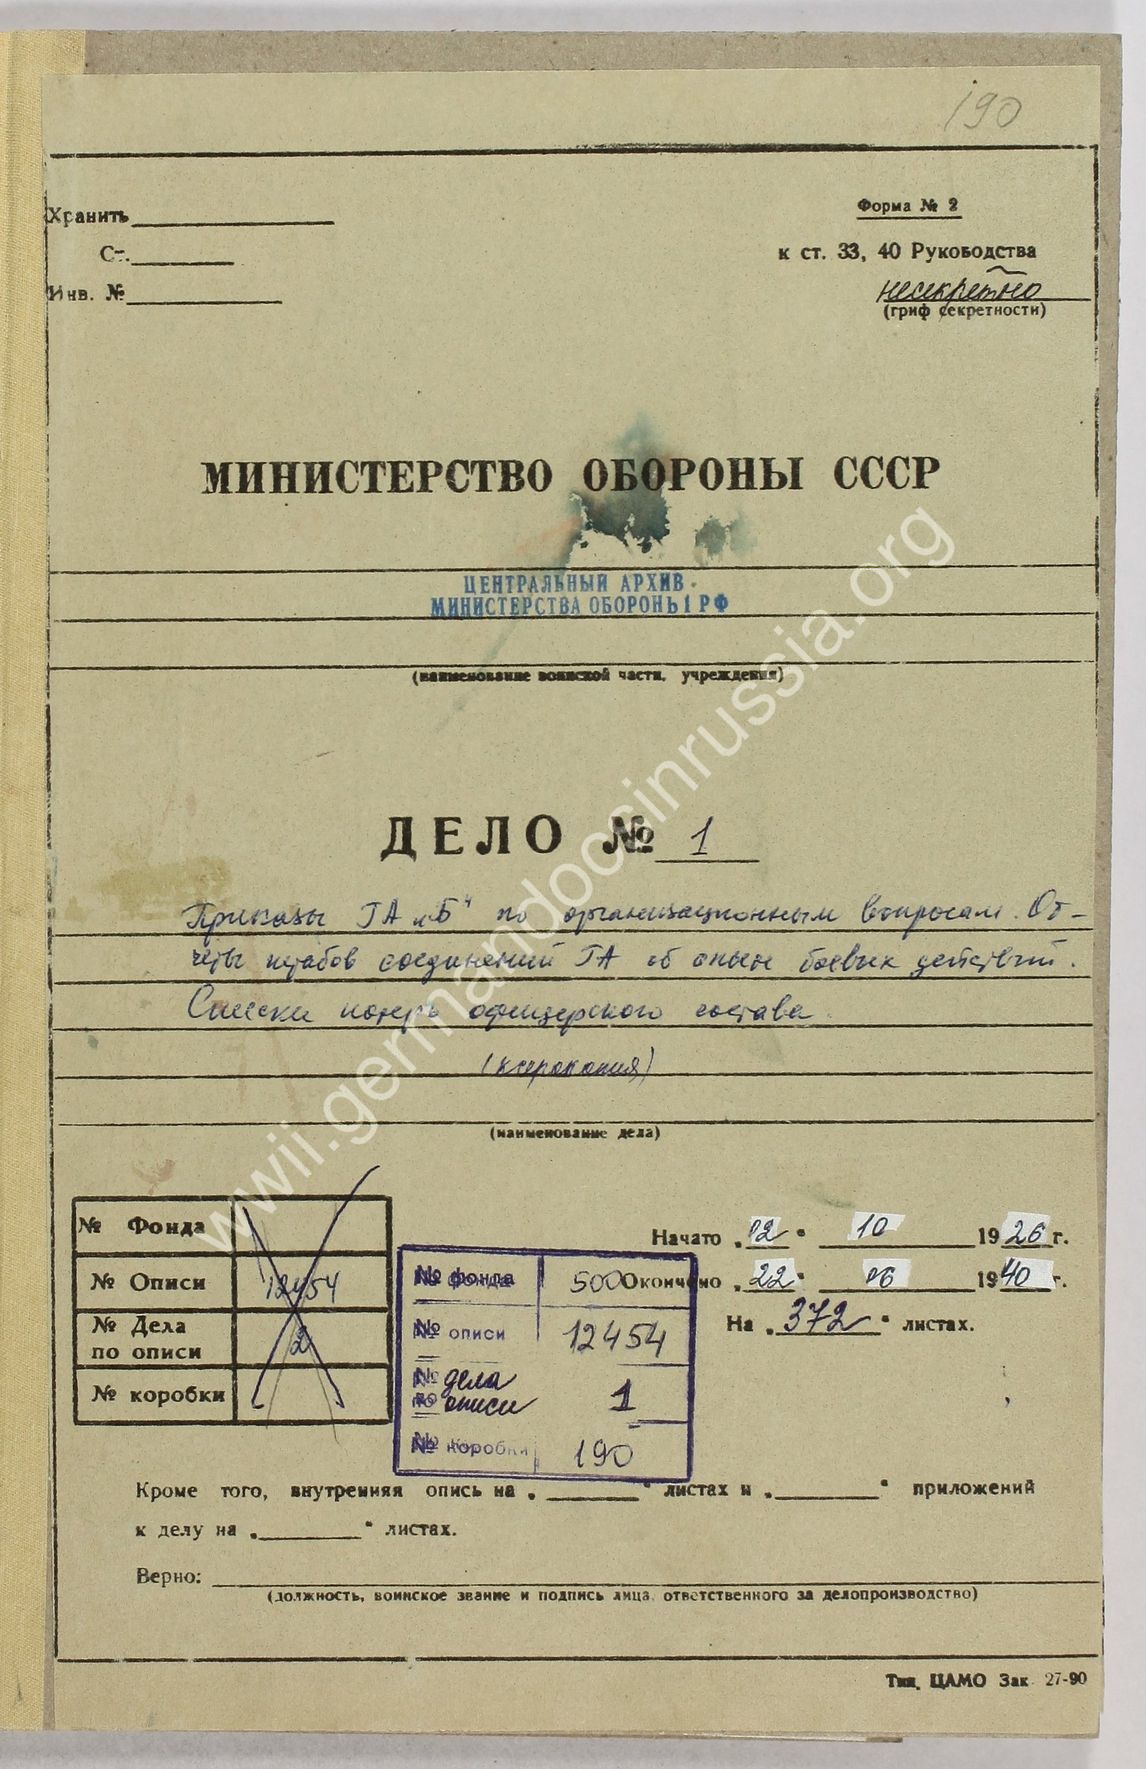 190
Хранить
Форма № 2
Ст.
к ст. 33, 40 Руководства
Инв. №
несекретно
(гриф секретности)
МИНИСТЕРСТВО ОБОРОНЫ СССР
ЦЕНТРАЛЬНЫЙ АРХИВ
МИНИСТЕРСТВА ОБОРОНЫ РФ
(наименование воинской части, учреждения)
ДЕЛО № 1
Приказы ГА „Б" по организационным вопросам. От-
четы штабов соединений ГА об опыте боевых действий.
Списки потерь офицерского состава.
(ксерокопия)
(наименование дела)
№ Фонда
№ Описи 12454
№ Дела по описи 2
№ коробки
№ фонда 500
№ описи 12454
№ дела по описи 1
№ коробки 190
Начато „02" 10 1926 г.
Окончено „22" 06 1940 г.
На „372" листах.
Кроме того, внутренняя опись на „ " листах и „ " приложений
к делу на „ " листах.
Верно:
(должность, воинское звание и подпись лица, ответственного за делопроизводство)
Тип. ЦАМО Зак 27-90
wwii.germandocsinrussia.org